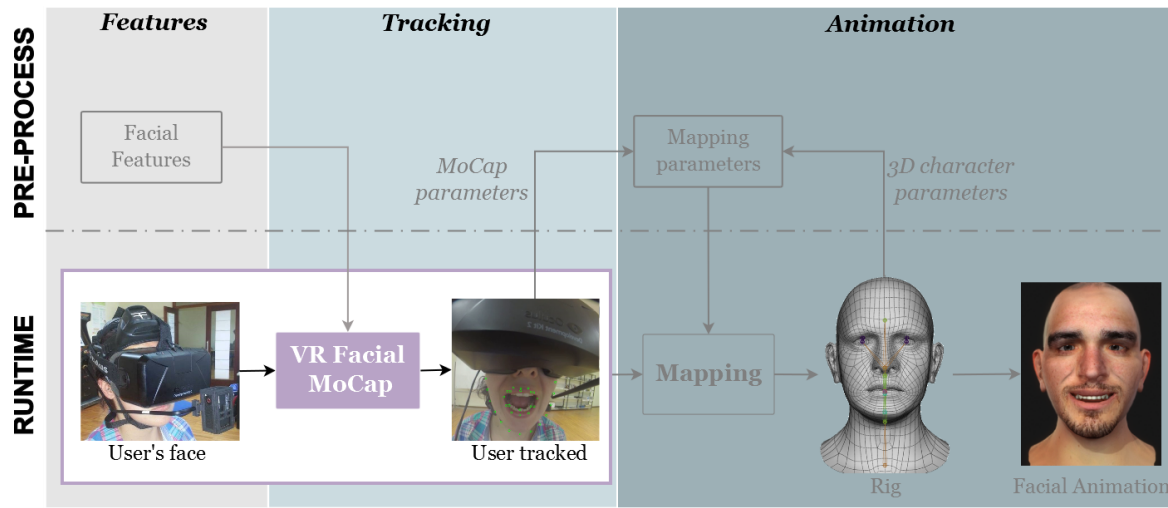 Features
Tracking
Animation
PRE-PROCESS
Facial
Features
MoCap
parameters
Mapping
parameters
3D character
parameters
RUNTIME
VR Facial
MoCap
Mapping
User's face
User tracked
Rig
Facial Animation